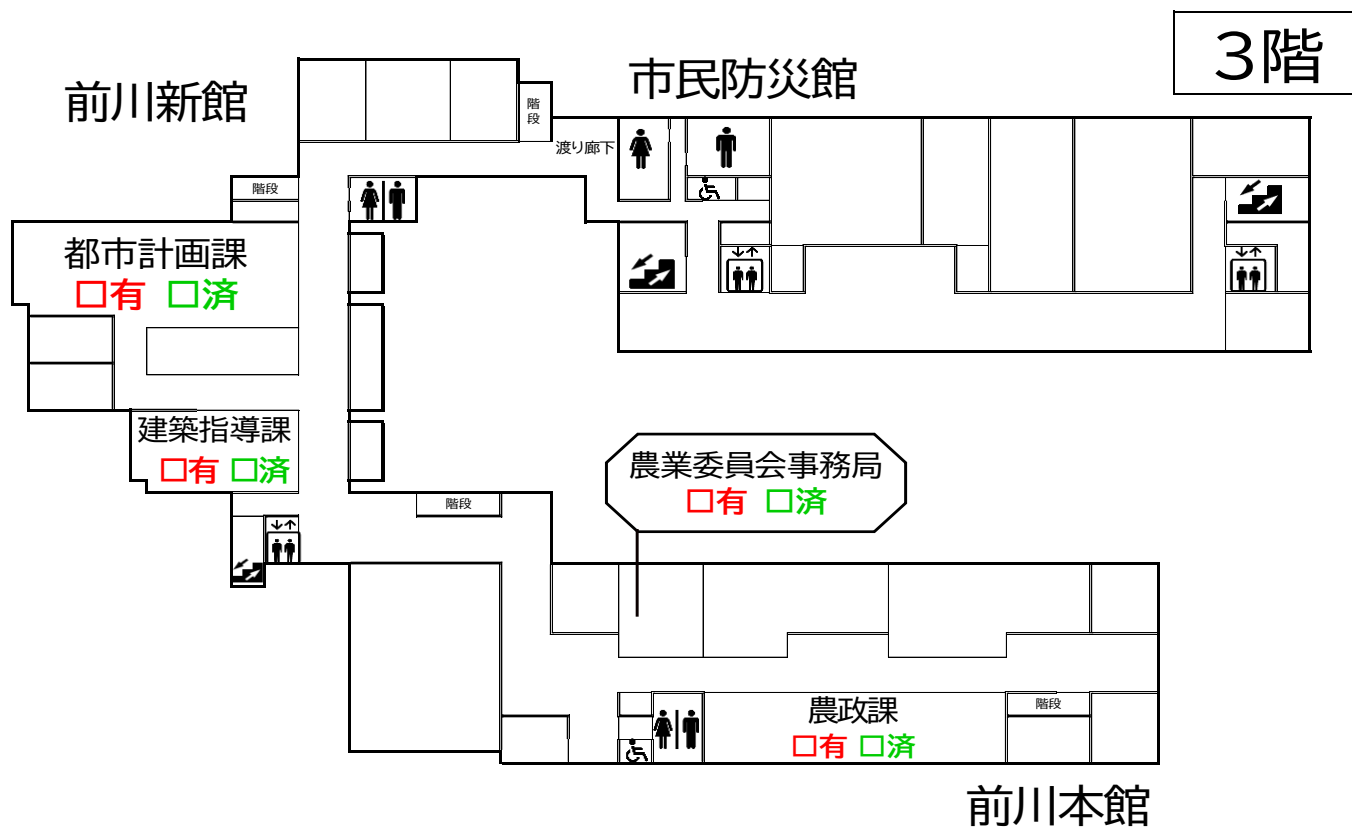 3階
前川新館
市民防災館
階段
渡り廊下
階段
都市計画課
□有 □済
建築指導課
□有 □済
農業委員会事務局
□有 □済
階段
農政課
□有 □済
階段
前川本館